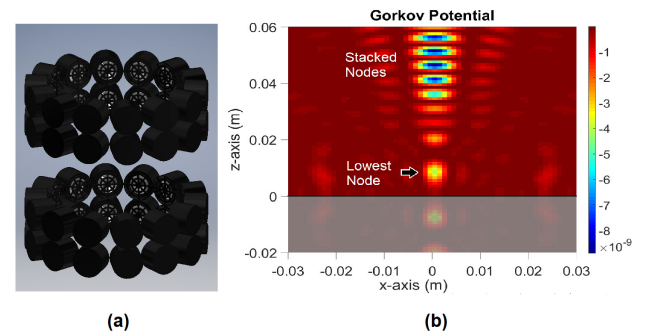 Gorkov Potential
0.06
0.04
0.02
0
-0.02
z-axis (m)
Stacked
Nodes
Lowest
Node
-0.03
-0.02
-0.01
0
0.01
0.02
0.03
x-axis (m)
-1
-2
-3
-4
-5
-6
-7
-8
×10⁻⁹
(a)
(b)